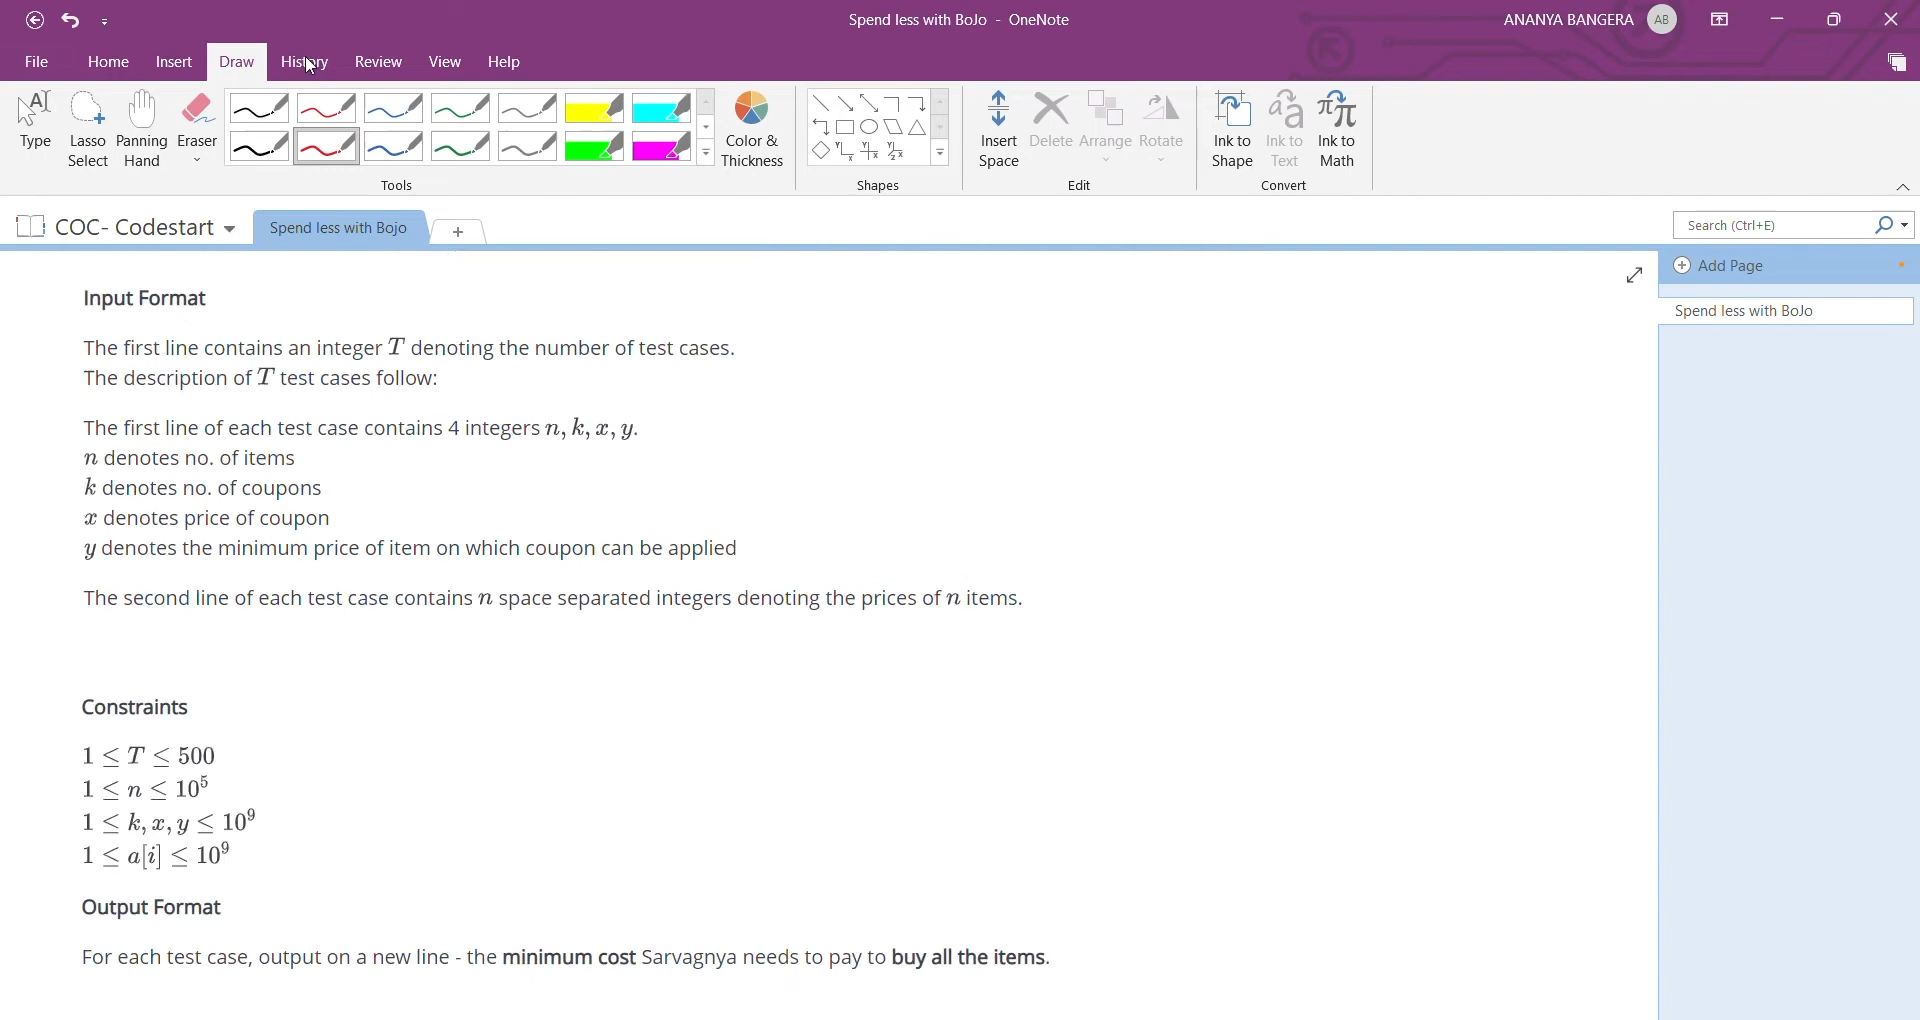 Spend less with BoJo - OneNote
ANANYA BANGERA AB
File Home Insert Draw History Review View Help
Type
Lasso Select
Panning Hand
Eraser
Color & Thickness
Insert Space
Delete
Arrange
Rotate
Ink to Shape
Ink to Text
Ink to Math
Tools Shapes Edit Convert
COC- Codestart
Spend less with Bojo
+
Search (Ctrl+E)
Add Page
Spend less with BoJo
Input Format
The first line contains an integer T denoting the number of test cases.
The description of T test cases follow:
The first line of each test case contains 4 integers n, k, x, y.
n denotes no. of items
k denotes no. of coupons
x denotes price of coupon
y denotes the minimum price of item on which coupon can be applied
The second line of each test case contains n space separated integers denoting the prices of n items.
Constraints
1 ≤ T ≤ 500
1 ≤ n ≤ 10⁵
1 ≤ k, x, y ≤ 10⁹
1 ≤ a[i] ≤ 10⁹
Output Format
For each test case, output on a new line - the minimum cost Sarvagnya needs to pay to buy all the items.